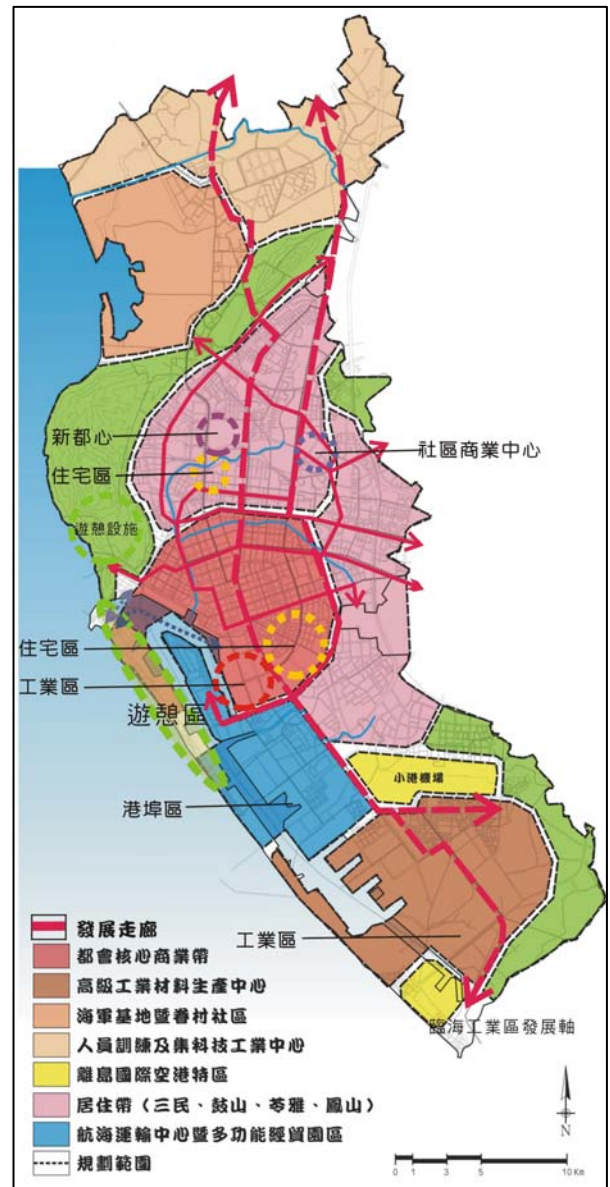 新都心
社區商業中心
住宅區
遊憩設施
住宅區
工業區
遊憩區
小港機場
港埠區
工業區
臨海工業區發展軸
發展走廊
都會核心商業帶
高級工業材料生產中心
海軍基地暨眷村社區
人員訓練及集科技工業中心
離島國際空港特區
居住帶（三民、鼓山、苓雅、鳳山）
航海運輸中心暨多功能經貿園區
規劃範圍
N
0 1 3 5 10 Km